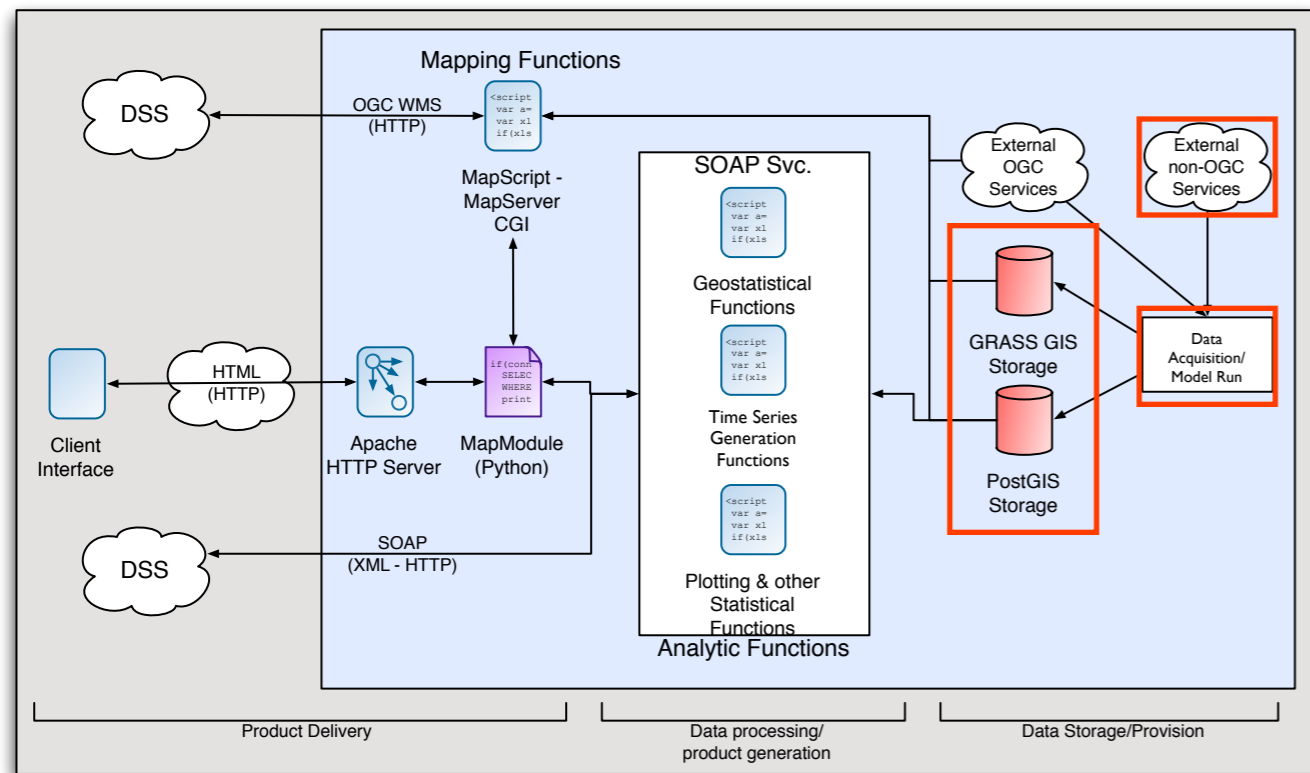 Mapping Functions
DSS
OGC WMS
(HTTP)
<script
var a=
var xl
if(xls
MapScript -
MapServer
CGI
External
OGC
Services
External
non-OGC
Services
SOAP Svc.
<script
var a=
var xl
if(xls
Geostatistical
Functions
<script
var a=
var xl
if(xls
Time Series
Generation
Functions
<script
var a=
var xl
if(xls
Plotting & other
Statistical
Functions
Analytic Functions
GRASS GIS
Storage
PostGIS
Storage
Data
Acquisition/
Model Run
Client
Interface
HTML
(HTTP)
Apache
HTTP Server
if(conn
SELEC
WHERE
print
MapModule
(Python)
DSS
SOAP
(XML - HTTP)
Product Delivery
Data processing/
product generation
Data Storage/Provision